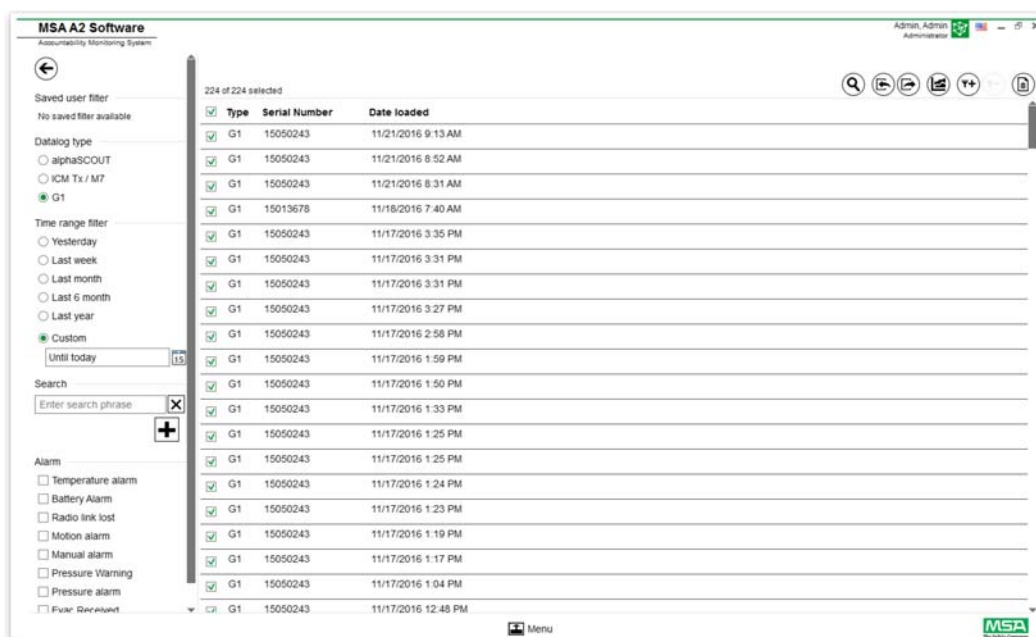 MSA A2 Software
Accountability Monitoring System
Admin, Admin
Administrator
Saved user filter
No saved filter available
Datalog type
alphaSCOUT
ICM Tx / M7
G1
Time range filter
Yesterday
Last week
Last month
Last 6 month
Last year
Custom
Until today
15
Search
Enter search phrase
Alarm
Temperature alarm
Battery Alarm
Radio link lost
Motion alarm
Manual alarm
Pressure Warning
Pressure alarm
Evac Received
224 of 224 selected
Type Serial Number Date loaded
G1 15050243 11/21/2016 9:13 AM
G1 15050243 11/21/2016 8:52 AM
G1 15050243 11/21/2016 8:31 AM
G1 15013678 11/18/2016 7:40 AM
G1 15050243 11/17/2016 3:35 PM
G1 15050243 11/17/2016 3:31 PM
G1 15050243 11/17/2016 3:31 PM
G1 15050243 11/17/2016 3:27 PM
G1 15050243 11/17/2016 2:58 PM
G1 15050243 11/17/2016 1:59 PM
G1 15050243 11/17/2016 1:50 PM
G1 15050243 11/17/2016 1:33 PM
G1 15050243 11/17/2016 1:25 PM
G1 15050243 11/17/2016 1:25 PM
G1 15050243 11/17/2016 1:24 PM
G1 15050243 11/17/2016 1:23 PM
G1 15050243 11/17/2016 1:19 PM
G1 15050243 11/17/2016 1:17 PM
G1 15050243 11/17/2016 1:04 PM
G1 15050243 11/17/2016 12:48 PM
Menu
MSA
The Safety Company